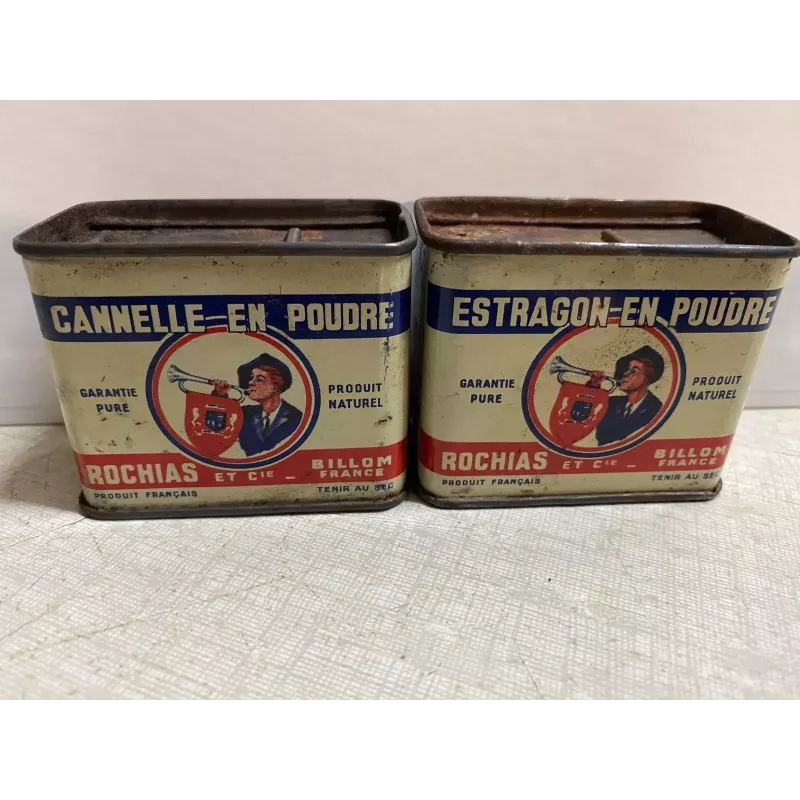 CANNELLE EN POUDRE
GARANTIE
PURE
PRODUIT
NATUREL
ROCHIAS ET CIE - BILLOM
FRANCE
PRODUIT FRANÇAIS
TENIR AU SEC
ESTRAGON EN POUDRE
GARANTIE
PURE
PRODUIT
NATUREL
ROCHIAS ET CIE - BILLOM
FRANCE
PRODUIT FRANÇAIS
TENIR AU SEC